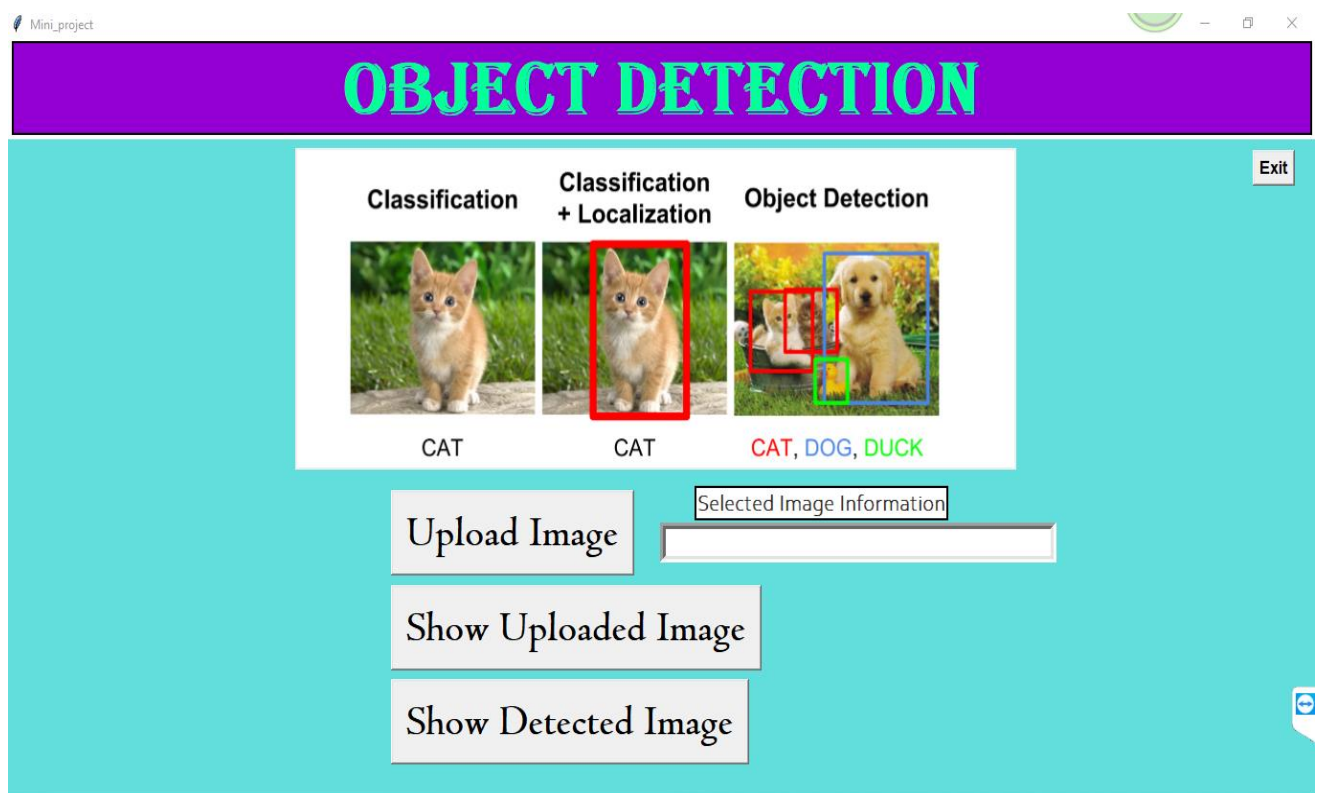 Mini_project
OBJECT DETECTION
Exit
Classification
Classification
+ Localization
Object Detection
CAT
CAT
CAT, DOG, DUCK
Upload Image
Selected Image Information
Show Uploaded Image
Show Detected Image